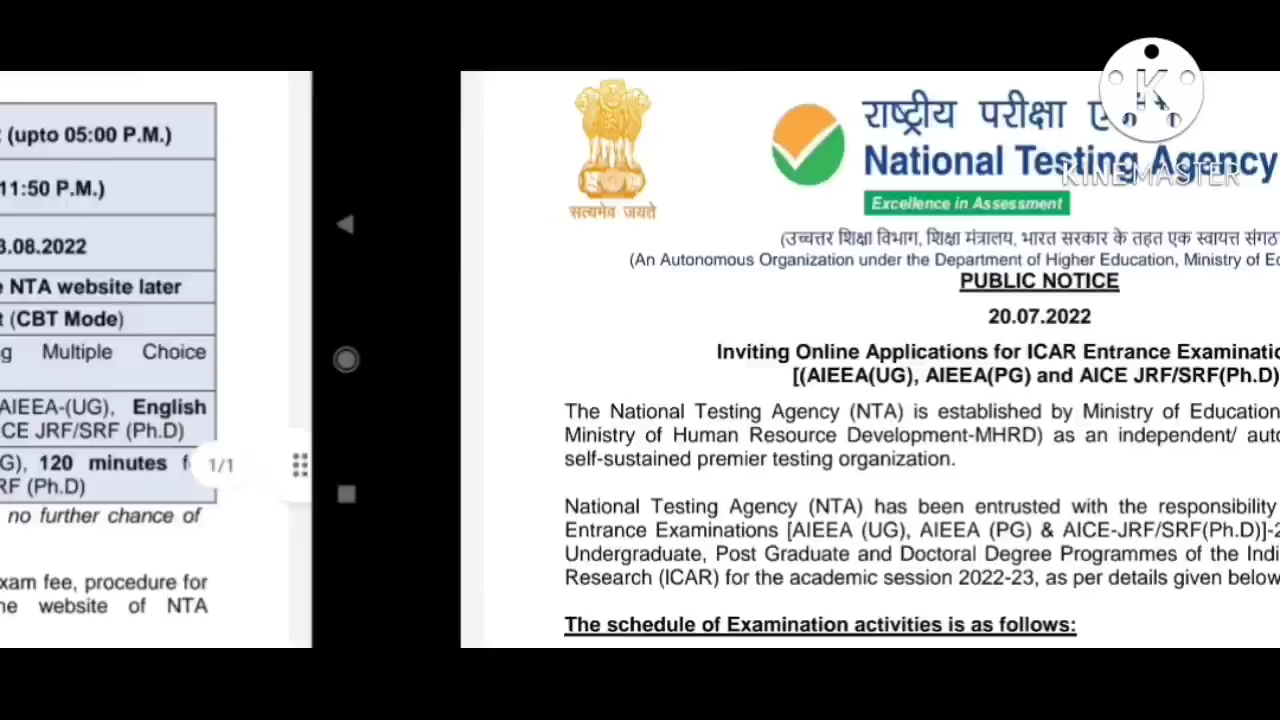 (upto 05:00 P.M.)
11:50 P.M.)
.08.2022
NTA website later
(CBT Mode)
Multiple Choice
AIEEA-(UG), English
CE JRF/SRF (Ph.D)
G), 120 minutes
RF (Ph.D)
1/1
no further chance of
xam fee, procedure for
website of NTA
सत्यमेव जयते
राष्ट्रीय परीक्षा
National Testing Agency
Excellence in Assessment
K
KINEMASTER
(उच्चत्तर शिक्षा विभाग, शिक्षा मंत्रालय, भारत सरकार के तहत एक स्वायत्त संगठ
(An Autonomous Organization under the Department of Higher Education, Ministry of Ed
PUBLIC NOTICE
20.07.2022
Inviting Online Applications for ICAR Entrance Examinatio
[(AIEEA(UG), AIEEA(PG) and AICE JRF/SRF(Ph.D)
The National Testing Agency (NTA) is established by Ministry of Education
Ministry of Human Resource Development-MHRD) as an independent/ auto
self-sustained premier testing organization.
National Testing Agency (NTA) has been entrusted with the responsibility
Entrance Examinations [AIEEA (UG), AIEEA (PG) & AICE-JRF/SRF(Ph.D)]-2
Undergraduate, Post Graduate and Doctoral Degree Programmes of the Indi
Research (ICAR) for the academic session 2022-23, as per details given below
The schedule of Examination activities is as follows: